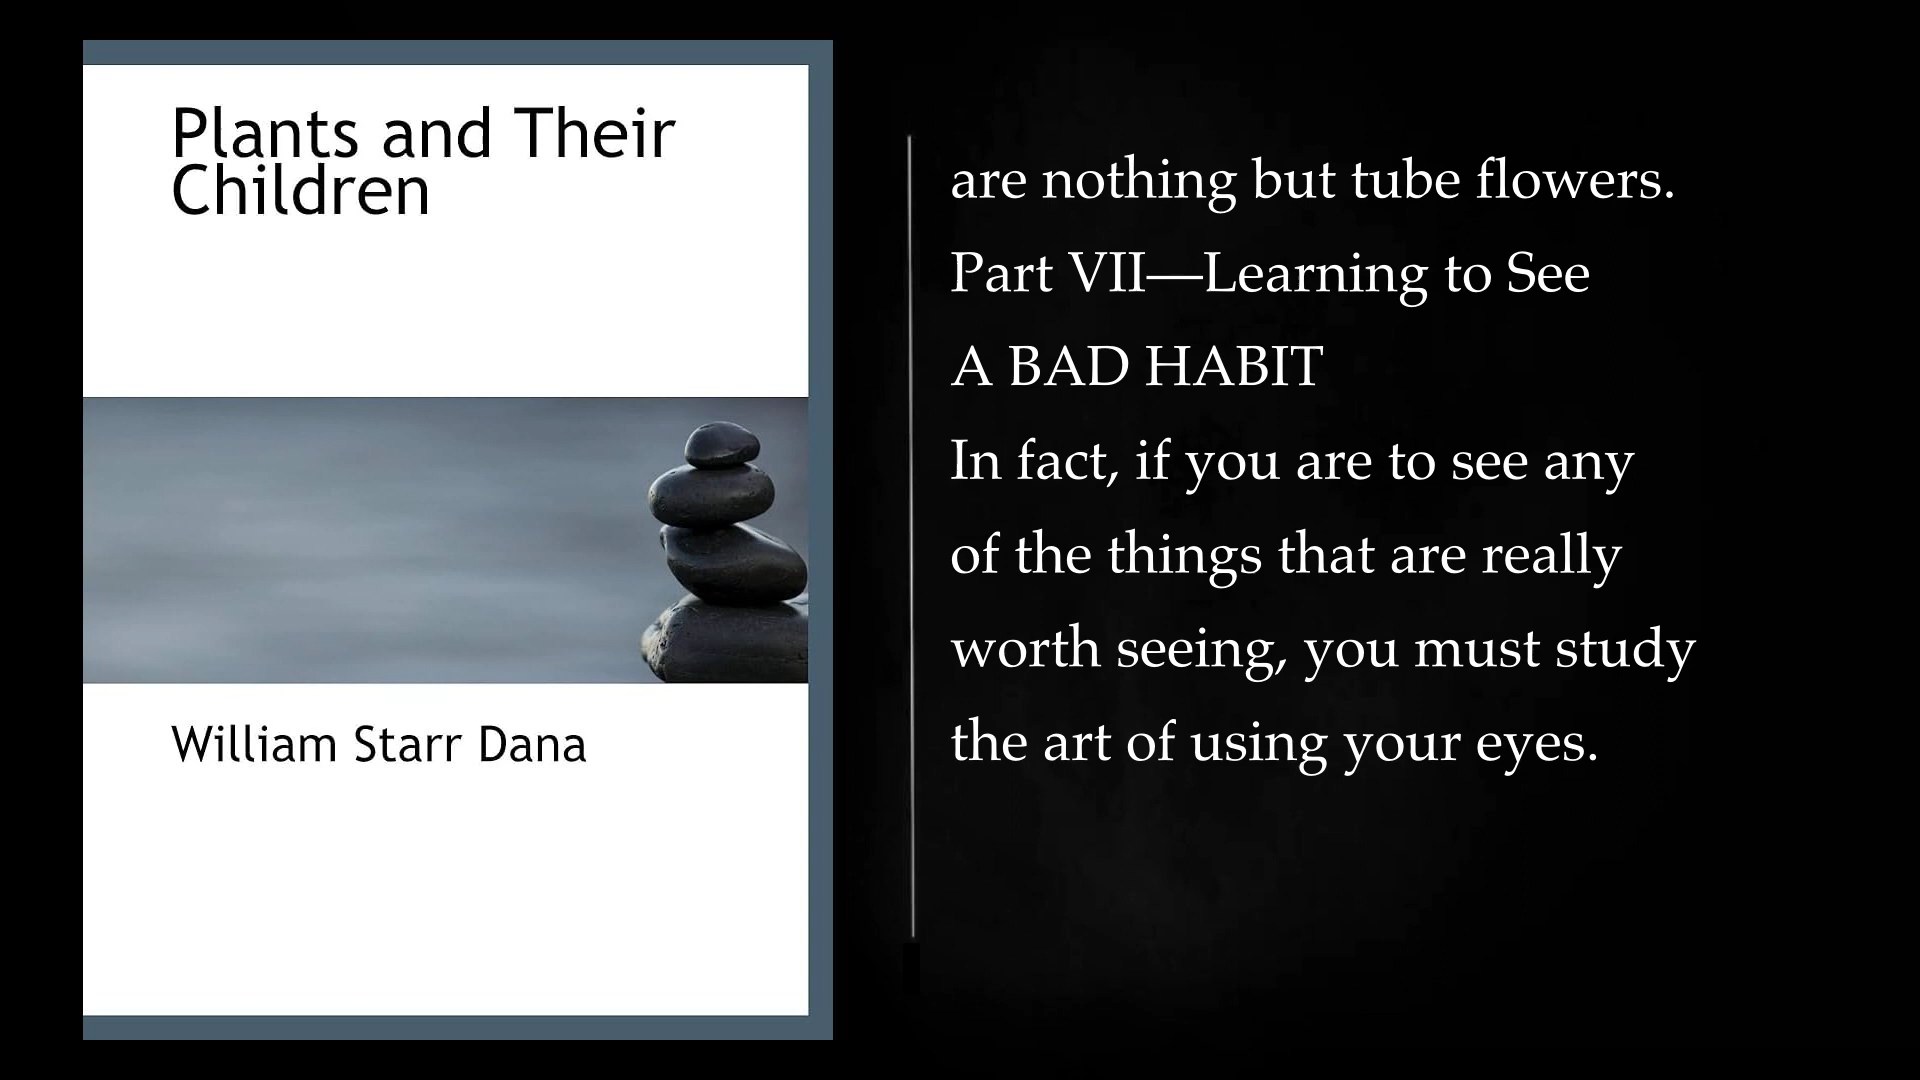 Plants and Their
Children
William Starr Dana
are nothing but tube flowers.
Part VII—Learning to See
A BAD HABIT
In fact, if you are to see any
of the things that are really
worth seeing, you must study
the art of using your eyes.